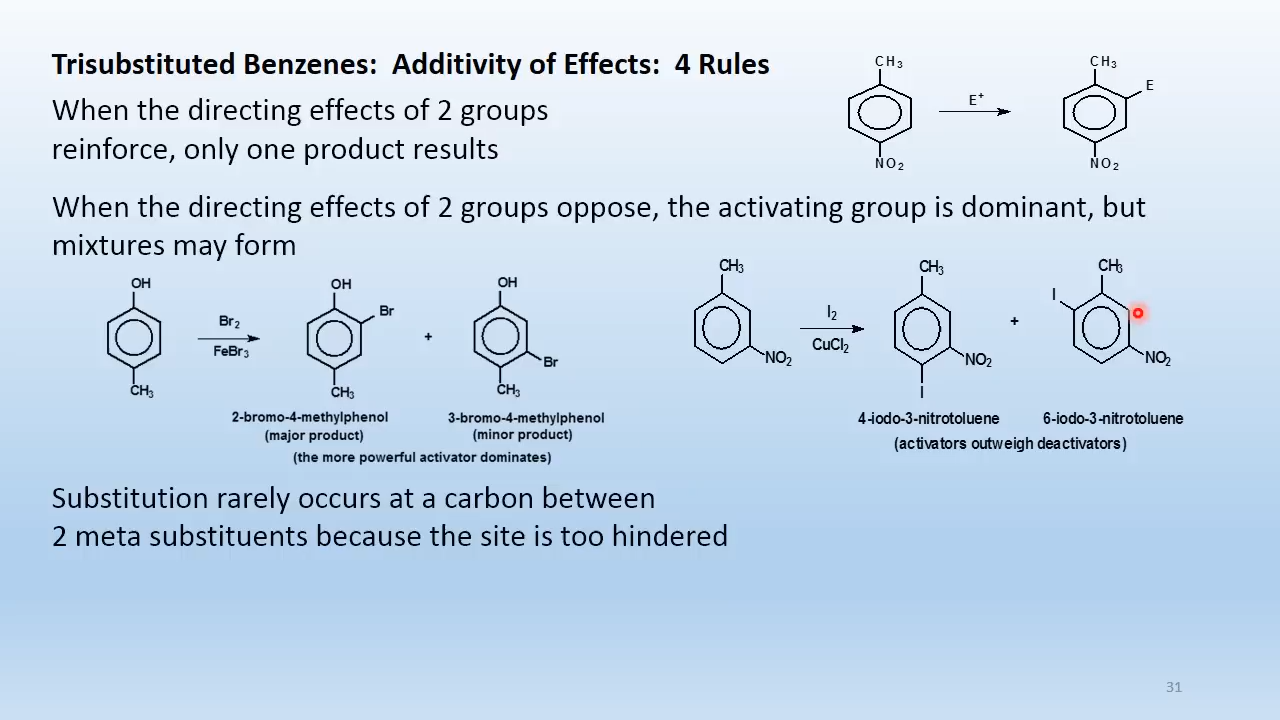 Trisubstituted Benzenes:  Additivity of Effects:  4 Rules
When the directing effects of 2 groups
reinforce, only one product results
CH3
E+
CH3
E
NO2
NO2
When the directing effects of 2 groups oppose, the activating group is dominant, but
mixtures may form
OH
Br2
FeBr3
CH3
OH
Br
+
CH3
OH
Br
CH3
2-bromo-4-methylphenol
(major product)
3-bromo-4-methylphenol
(minor product)
(the more powerful activator dominates)
CH3
NO2
I2
CuCl2
CH3
NO2
I
+
CH3
I
NO2
4-iodo-3-nitrotoluene
6-iodo-3-nitrotoluene
(activators outweigh deactivators)
Substitution rarely occurs at a carbon between
2 meta substituents because the site is too hindered
31